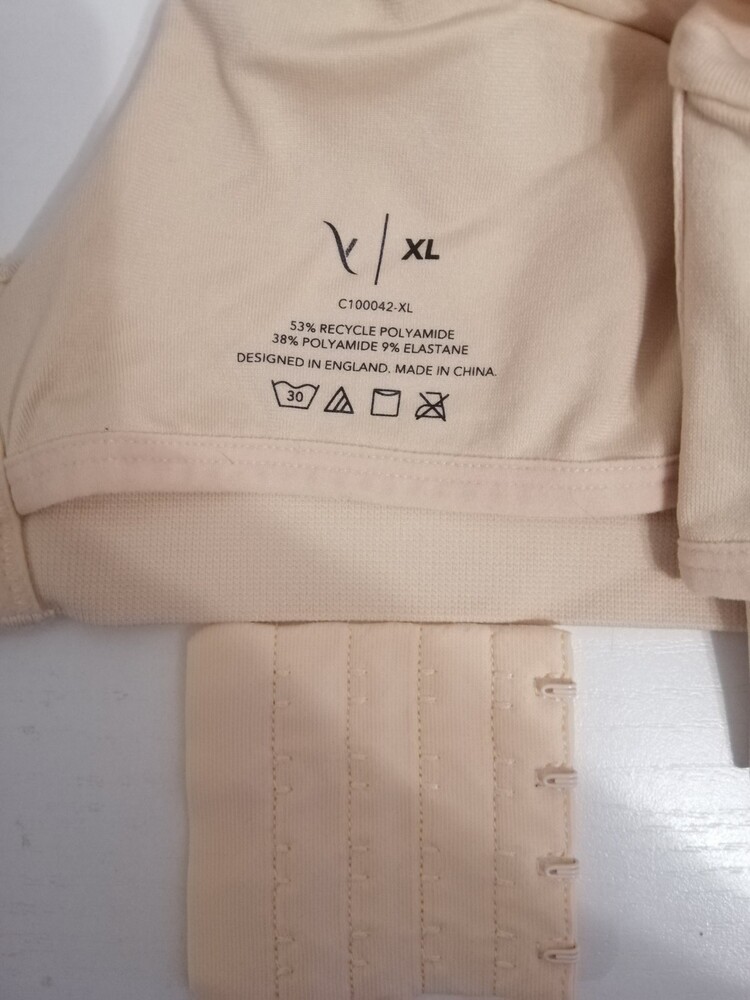 XL
C100042-XL
53% RECYCLE POLYAMIDE
38% POLYAMIDE 9% ELASTANE
DESIGNED IN ENGLAND. MADE IN CHINA.
30